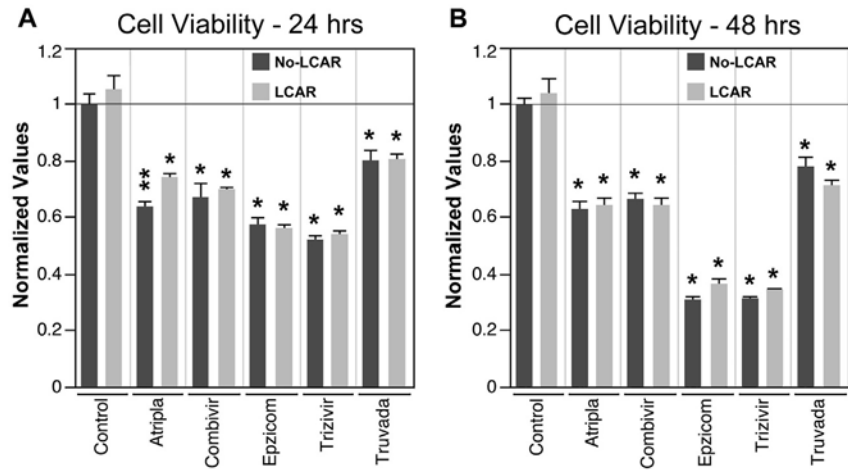 A
Cell Viability - 24 hrs
Normalized Values
1.2
1
0.8
0.6
0.4
0.2
0
No-LCAR
LCAR
**
*
*
*
*
*
*
*
*
*
Control
Atripla
Combivir
Epzicom
Trizivir
Truvada
B
Cell Viability - 48 hrs
Normalized Values
1.2
1
0.8
0.6
0.4
0.2
0
No-LCAR
LCAR
*
*
*
*
*
*
*
*
*
*
Control
Atripla
Combivir
Epzicom
Trizivir
Truvada